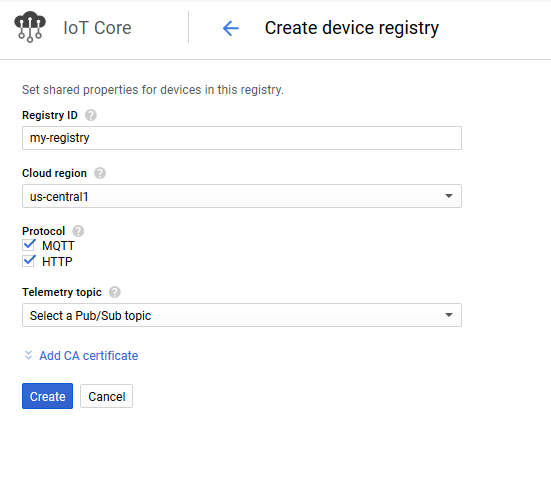 IoT Core
Create device registry
Set shared properties for devices in this registry.
Registry ID ?
my-registry
Cloud region ?
us-central1
Protocol ?
MQTT
HTTP
Telemetry topic ?
Select a Pub/Sub topic
Add CA certificate
Create Cancel